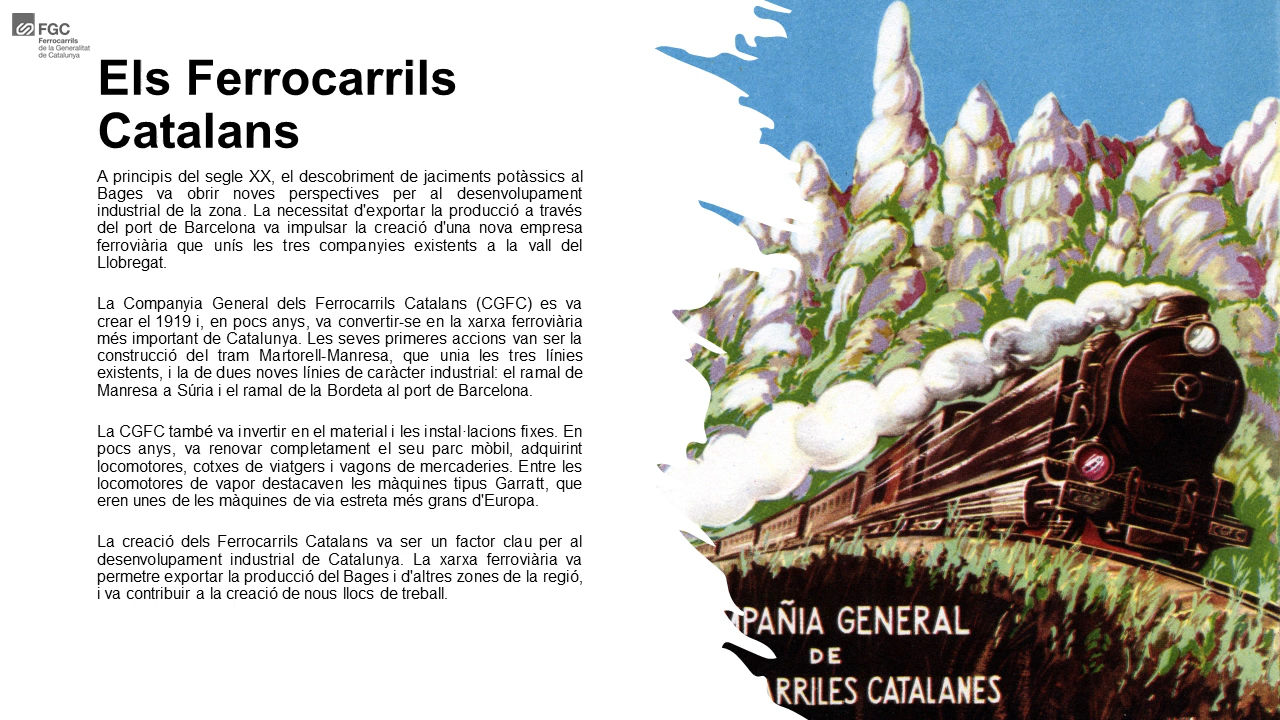 FGC
Ferrocarrils
de la Generalitat
de Catalunya
Els Ferrocarrils
Catalans
A principis del segle XX, el descobriment de jaciments potàssics al
Bages va obrir noves perspectives per al desenvolupament
industrial de la zona. La necessitat d'exportar la producció a través
del port de Barcelona va impulsar la creació d'una nova empresa
ferroviària que unís les tres companyies existents a la vall del
Llobregat.
La Companyia General dels Ferrocarrils Catalans (CGFC) es va
crear el 1919 i, en pocs anys, va convertir-se en la xarxa ferroviària
més important de Catalunya. Les seves primeres accions van ser la
construcció del tram Martorell-Manresa, que unia les tres línies
existents, i la de dues noves línies de caràcter industrial: el ramal de
Manresa a Súria i el ramal de la Bordeta al port de Barcelona.
La CGFC també va invertir en el material i les instal·lacions fixes. En
pocs anys, va renovar completament el seu parc mòbil, adquirint
locomotores, cotxes de viatgers i vagons de mercaderies. Entre les
locomotores de vapor destacaven les màquines tipus Garratt, que
eren unes de les màquines de via estreta més grans d'Europa.
La creació dels Ferrocarrils Catalans va ser un factor clau per al
desenvolupament industrial de Catalunya. La xarxa ferroviària va
permetre exportar la producció del Bages i d'altres zones de la regió,
i va contribuir a la creació de nous llocs de treball.
PAÑIA GENERAL
DE
ARRILES CATALANES